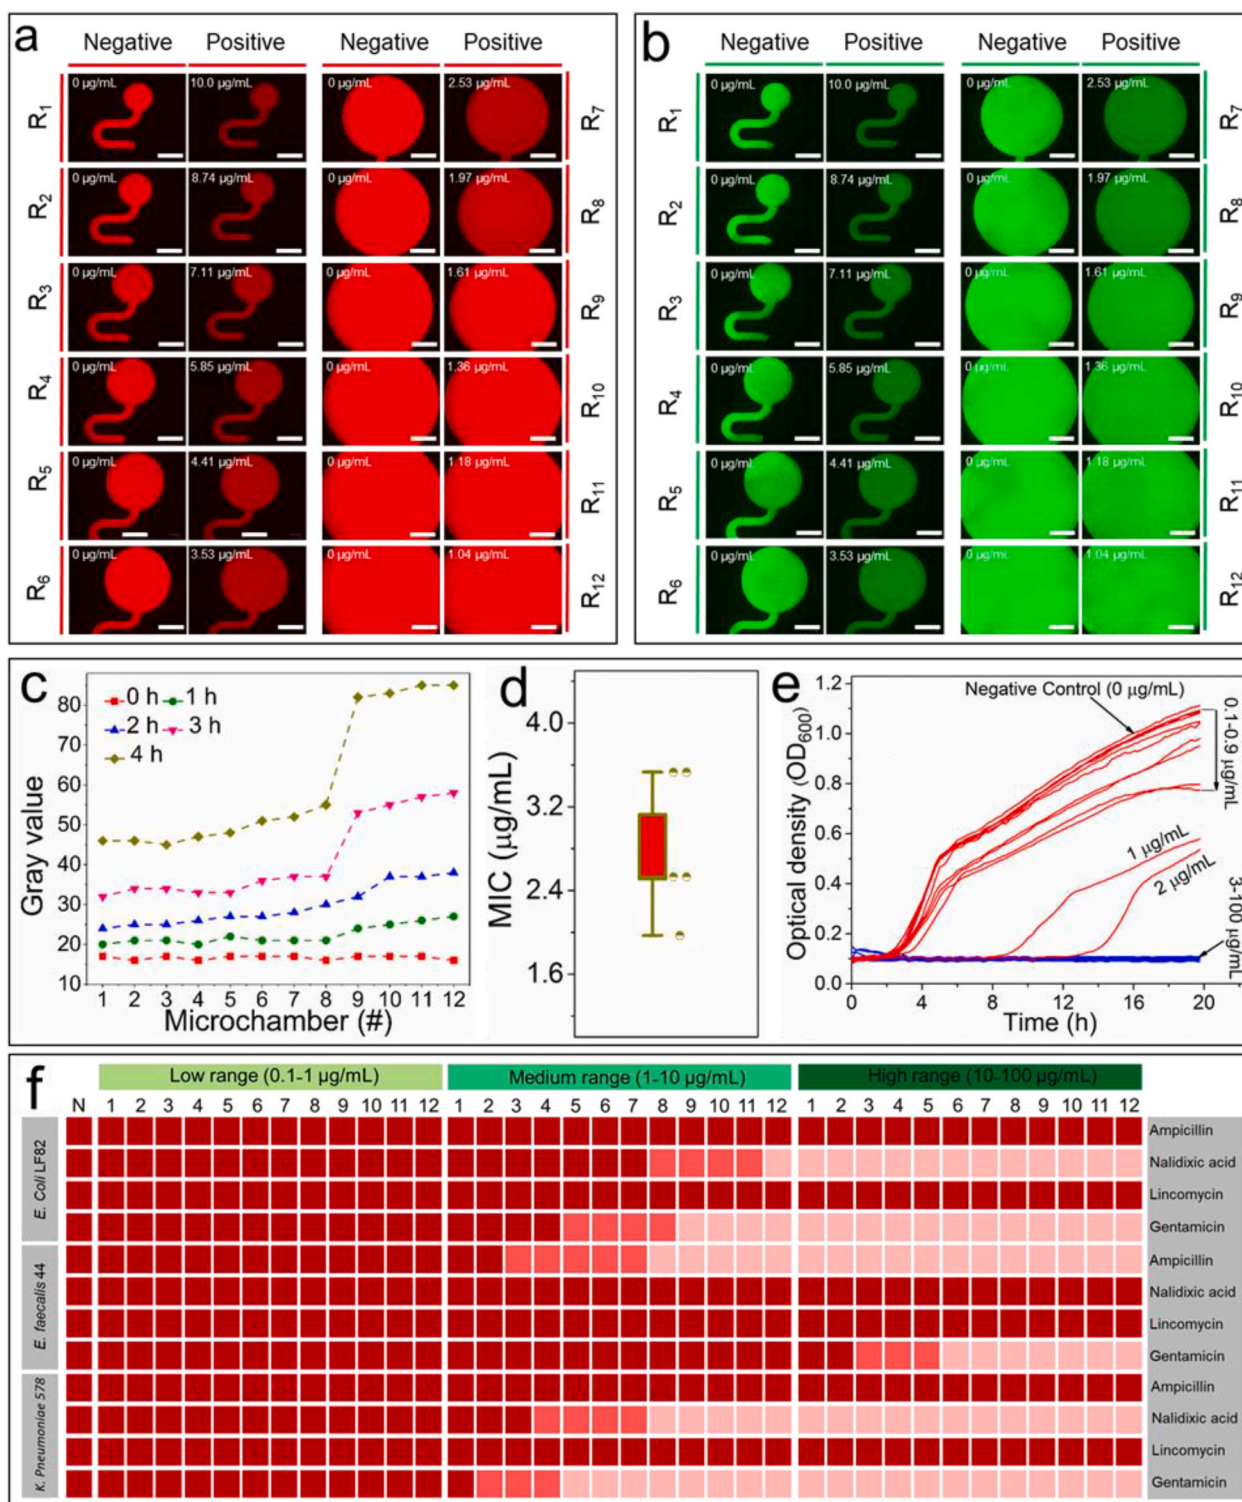 a
Negative Positive Negative Positive
R1 0 µg/mL 10.0 µg/mL 0 µg/mL 2.53 µg/mL R7
R2 0 µg/mL 8.74 µg/mL 0 µg/mL 1.97 µg/mL R8
R3 0 µg/mL 7.11 µg/mL 0 µg/mL 1.61 µg/mL R9
R4 0 µg/mL 5.85 µg/mL 0 µg/mL 1.36 µg/mL R10
R5 0 µg/mL 4.41 µg/mL 0 µg/mL 1.18 µg/mL R11
R6 0 µg/mL 3.53 µg/mL 0 µg/mL 1.04 µg/mL R12
b
Negative Positive Negative Positive
R1 0 µg/mL 10.0 µg/mL 0 µg/mL 2.53 µg/mL R7
R2 0 µg/mL 8.74 µg/mL 0 µg/mL 1.97 µg/mL R8
R3 0 µg/mL 7.11 µg/mL 0 µg/mL 1.61 µg/mL R9
R4 0 µg/mL 5.85 µg/mL 0 µg/mL 1.36 µg/mL R10
R5 0 µg/mL 4.41 µg/mL 0 µg/mL 1.18 µg/mL R11
R6 0 µg/mL 3.53 µg/mL 0 µg/mL 1.04 µg/mL R12
c
Gray value
80
70
60
50
40
30
20
10
0 h 1 h
2 h 3 h
4 h
1 2 3 4 5 6 7 8 9 10 11 12
Microchamber (#)
d
MIC (µg/mL)
4.0
3.2
2.4
1.6
e
Optical density (OD600)
1.2
1.0
0.8
0.6
0.4
0.2
0.0
Negative Control (0 µg/mL)
0.1-0.9 µg/mL
1 µg/mL
2 µg/mL
3-100 µg/mL
0 4 8 12 16 20
Time (h)
f
Low range (0.1-1 µg/mL) Medium range (1-10 µg/mL) High range (10-100 µg/mL)
N 1 2 3 4 5 6 7 8 9 10 11 12 1 2 3 4 5 6 7 8 9 10 11 12 1 2 3 4 5 6 7 8 9 10 11 12
E. Coli LF82
Ampicillin
Nalidixic acid
Lincomycin
Gentamicin
E. faecalis 44
Ampicillin
Nalidixic acid
Lincomycin
Gentamicin
K. Pneumoniae 578
Ampicillin
Nalidixic acid
Lincomycin
Gentamicin